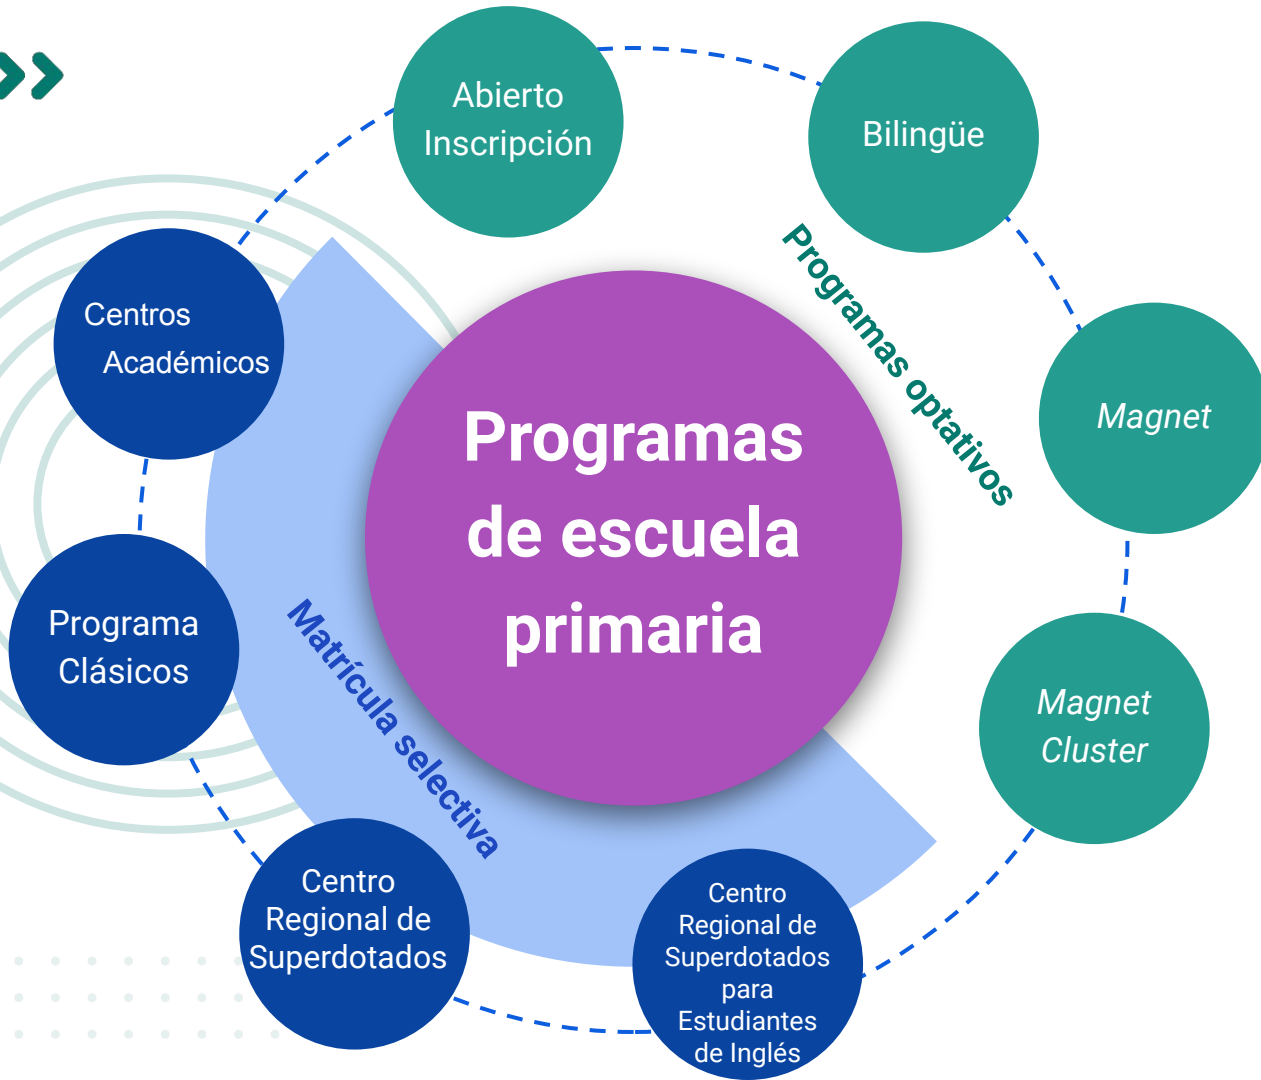 Abierto
Inscripción
Bilingüe
Programas optativos
Magnet
Magnet
Cluster
Centros
Académicos
Programas
de escuela
primaria
Programa
Clásicos
Matrícula selectiva
Centro
Regional de
Superdotados
Centro
Regional de
Superdotados
para
Estudiantes
de Inglés